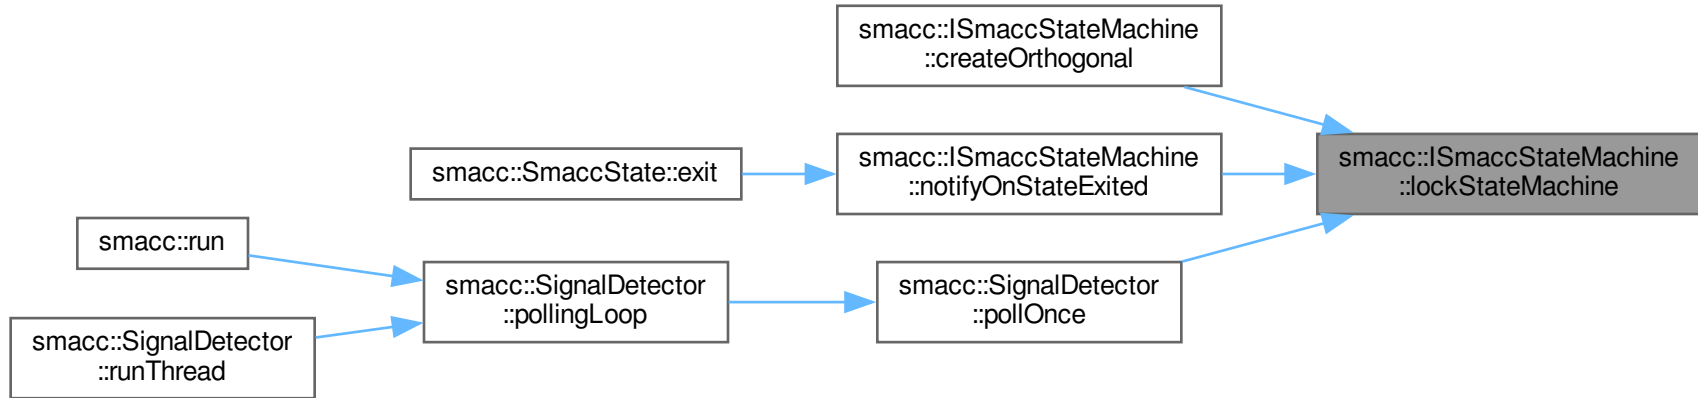 smacc::ISmaccStateMachine
::createOrthogonal
smacc::SmaccState::exit
smacc::ISmaccStateMachine
::notifyOnStateExited
smacc::ISmaccStateMachine
::lockStateMachine
smacc::run
smacc::SignalDetector
::pollingLoop
smacc::SignalDetector
::pollOnce
smacc::SignalDetector
::runThread